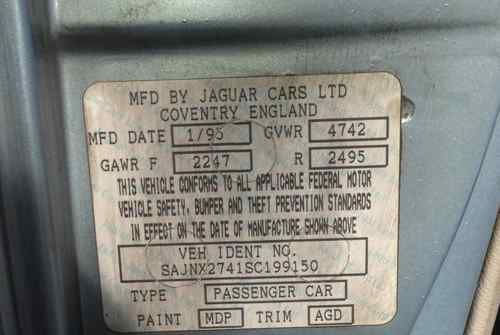 MFD BY JAGUAR CARS LTD
COVENTRY ENGLAND
MFD DATE 1/95 GVWR 4742
GAWR F 2247 R 2495
THIS VEHICLE CONFORMS TO ALL APPLICABLE FEDERAL MOTOR
VEHICLE SAFETY, BUMPER AND THEFT PREVENTION STANDARDS
IN EFFECT ON THE DATE OF MANUFACTURE SHOWN ABOVE
VEH IDENT NO.
SAJNX2741SC199150
TYPE PASSENGER CAR
PAINT MDP TRIM AGD